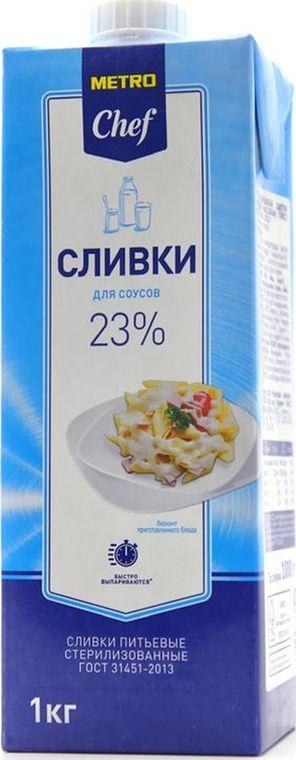 METRO
Chef
СЛИВКИ
ДЛЯ СОУСОВ
23%
Вариант
приготовленного блюда
БЫСТРО
ВЫПАРИВАЮТСЯ*
СЛИВКИ ПИТЬЕВЫЕ
СТЕРИЛИЗОВАННЫЕ
ГОСТ 31451-2013
1КГ